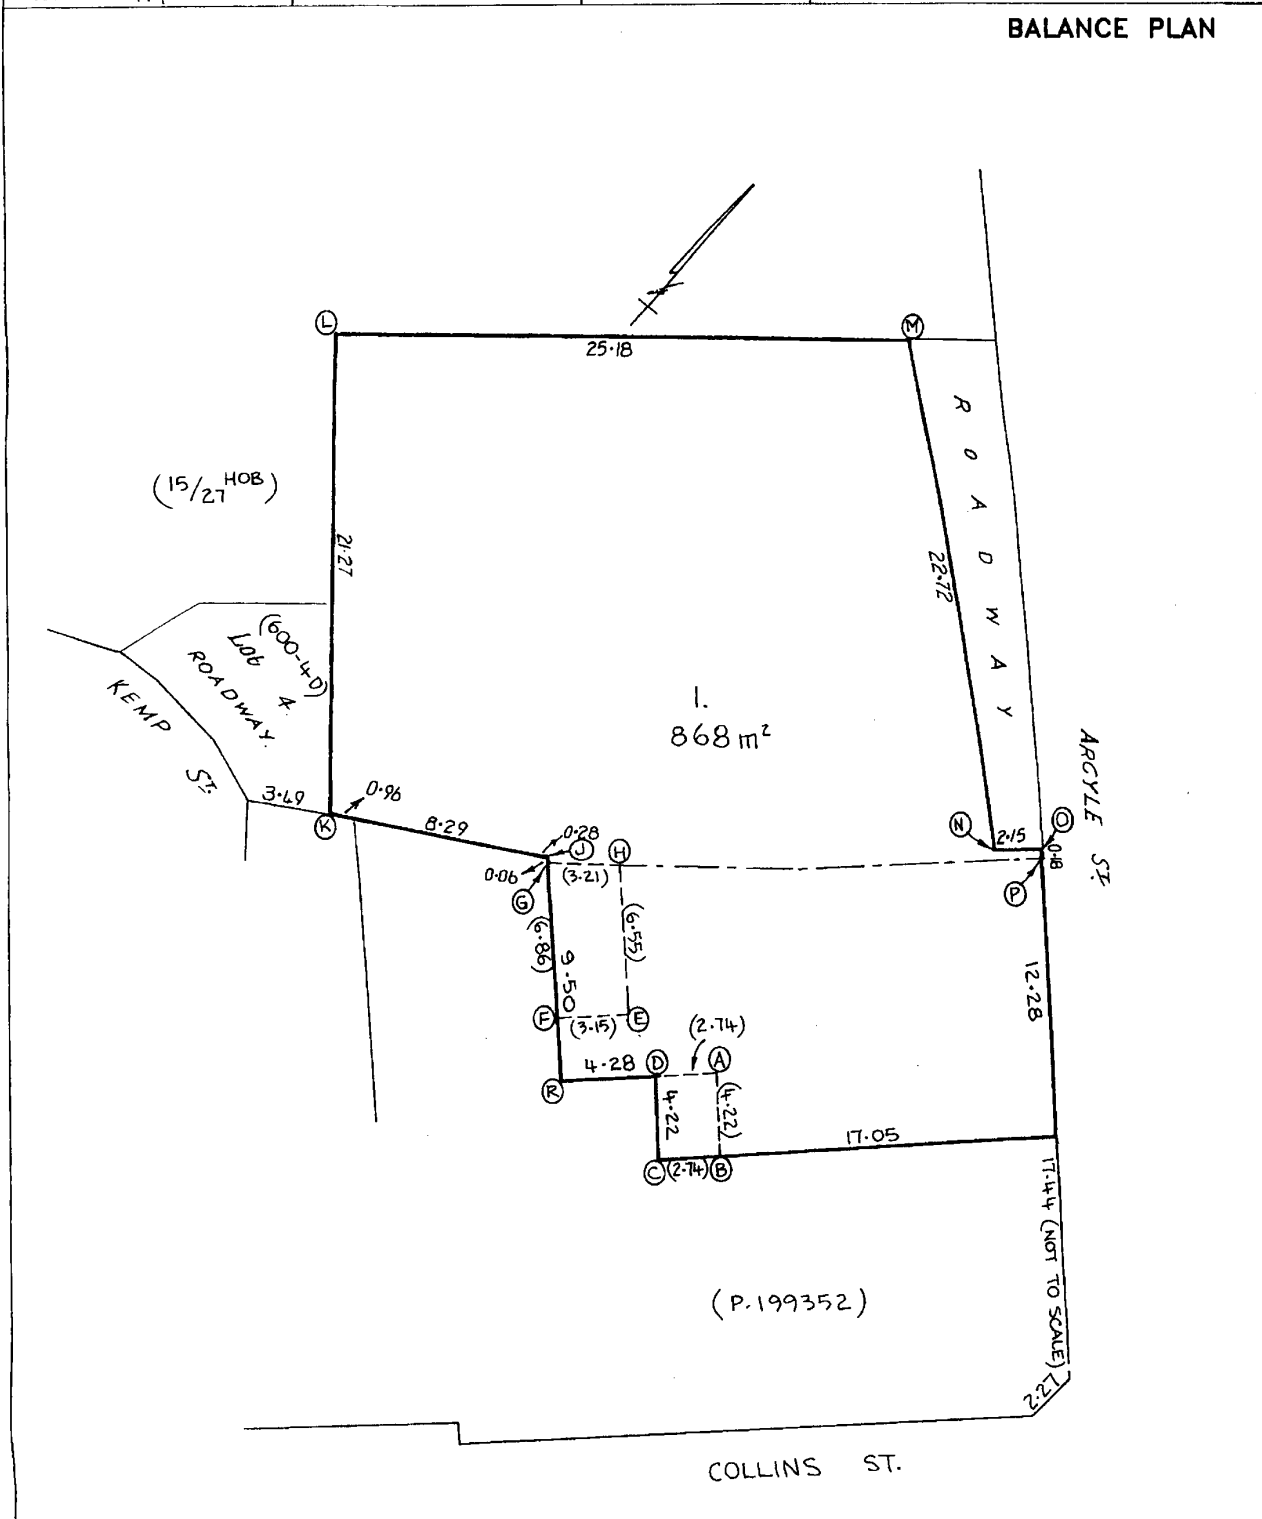 BALANCE PLAN
L
M
25·18
ROADWAY
(15/27 HOB)
21·27
22·72
(600-4D)
Lot 4.
ROADWAY.
KEMP ST.
1.
868 m²
ARGYLE ST.
3·49
0·96
K
8·29
0·28
J
H
N
2·15
O
0·18
P
0·06
(3·21)
G
(6·86)
9·50
(6·55)
12·28
F
(3·15)
E
(2·74)
4·28
D
A
R
4·22
(4·22)
17·05
C
(2·74)
B
17·44 (NOT TO SCALE)
(P.199352)
2·27
COLLINS ST.